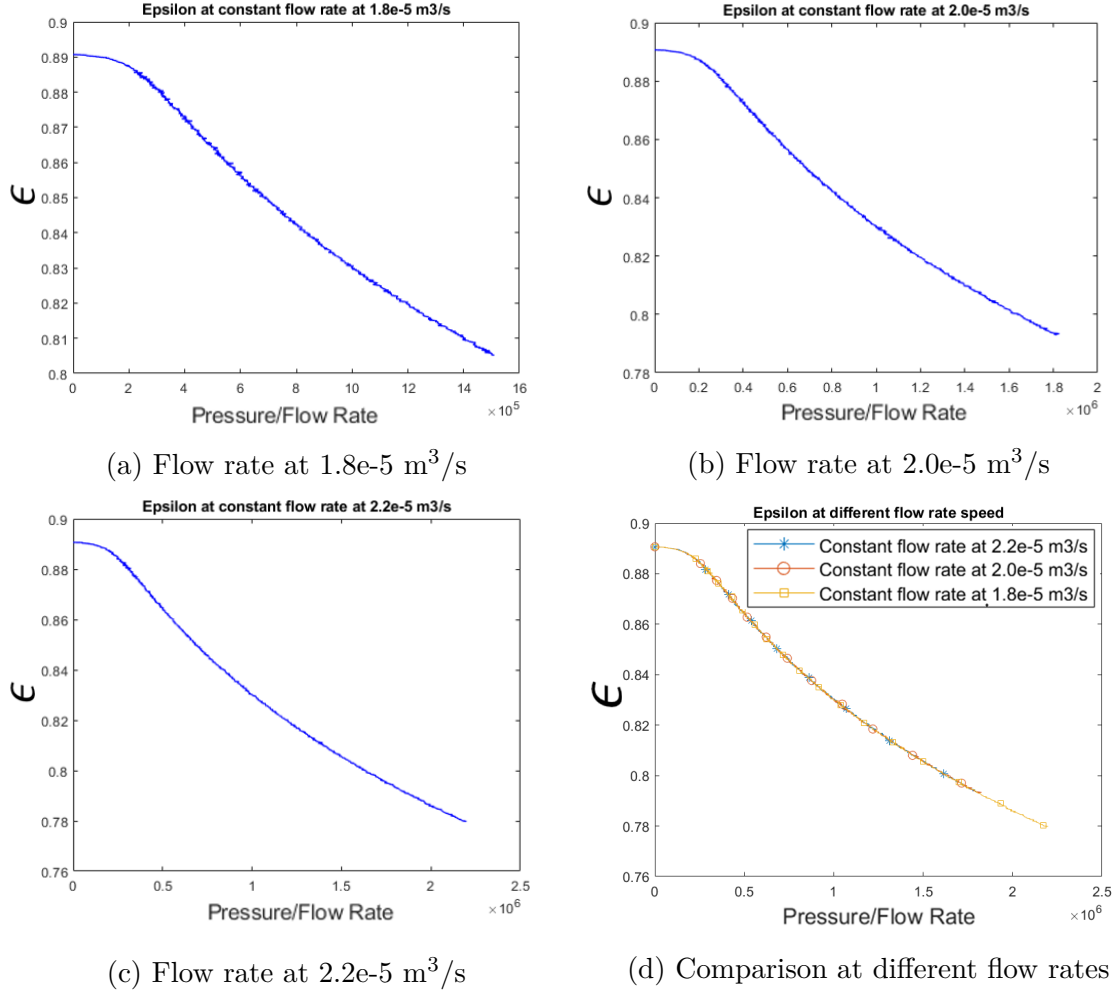 Epsilon at constant flow rate at 1.8e-5 m3/s
0.9
0.89
0.88
0.87
0.86
0.85
0.84
0.83
0.82
0.81
0.8
ϵ
0 2 4 6 8 10 12 14 16
Pressure/Flow Rate
×10^5
(a) Flow rate at 1.8e-5 m³/s
Epsilon at constant flow rate at 2.0e-5 m3/s
0.9
0.88
0.86
0.84
0.82
0.8
0.78
ϵ
0 0.2 0.4 0.6 0.8 1 1.2 1.4 1.6 1.8 2
Pressure/Flow Rate
×10^6
(b) Flow rate at 2.0e-5 m³/s
Epsilon at constant flow rate at 2.2e-5 m3/s
0.9
0.88
0.86
0.84
0.82
0.8
0.78
0.76
ϵ
0 0.5 1 1.5 2 2.5
Pressure/Flow Rate
×10^6
(c) Flow rate at 2.2e-5 m³/s
Epsilon at different flow rate speed
0.9
0.88
0.86
0.84
0.82
0.8
0.78
0.76
ϵ
Constant flow rate at 2.2e-5 m3/s
Constant flow rate at 2.0e-5 m3/s
Constant flow rate at 1.8e-5 m3/s
0 0.5 1 1.5 2 2.5
Pressure/Flow Rate
×10^6
(d) Comparison at different flow rates